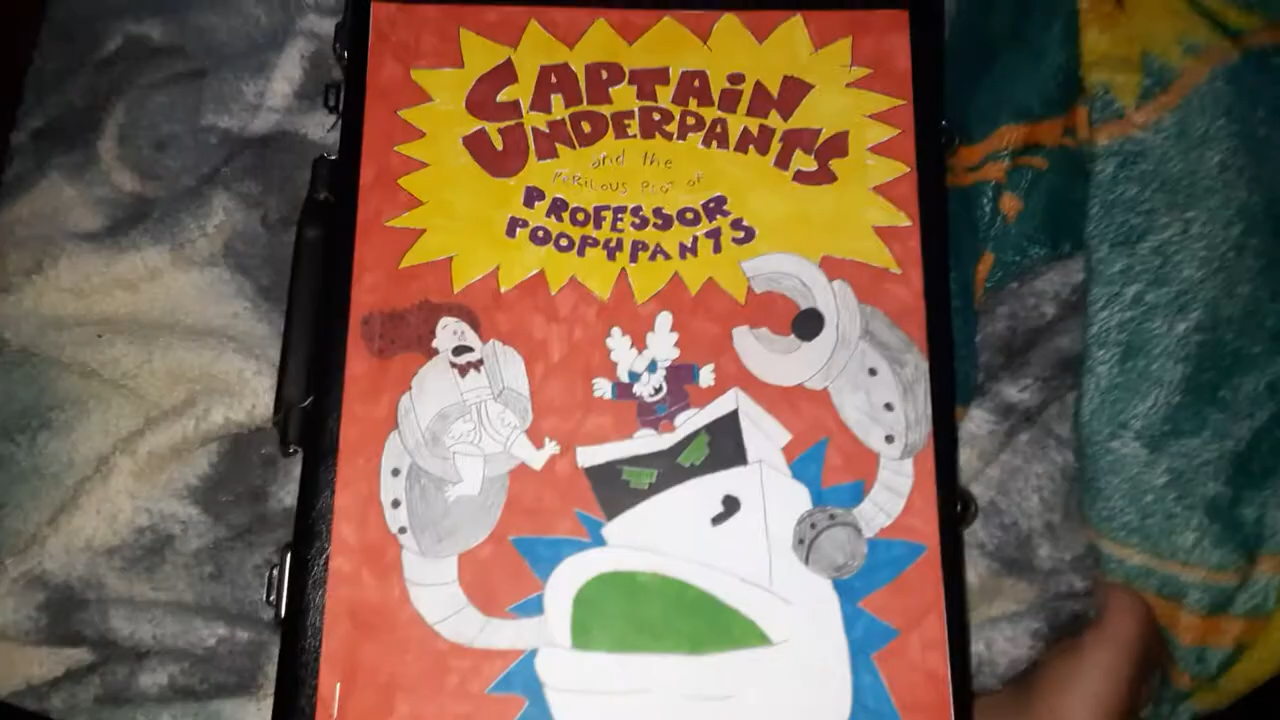 CAPTAiN
UNDERPANTS
and the
PERiLOUS PLOT of
PROFESSOR
POOPYPANTS